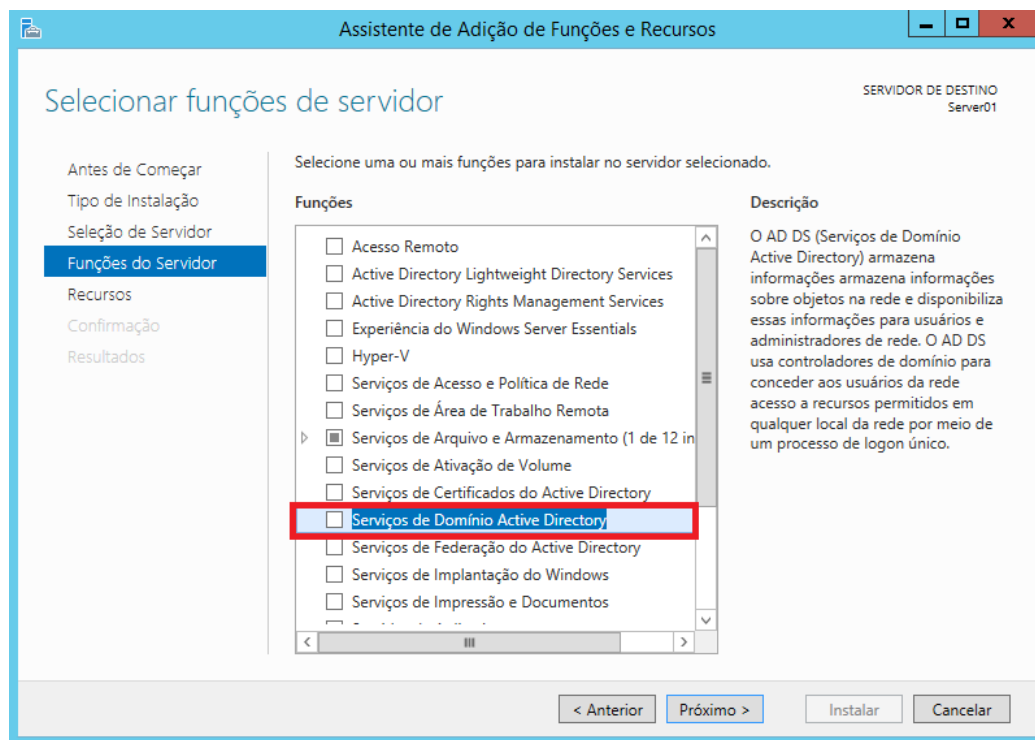 Assistente de Adição de Funções e Recursos
Selecionar funções de servidor
SERVIDOR DE DESTINO
Server01
Antes de Começar
Tipo de Instalação
Seleção de Servidor
Funções do Servidor
Recursos
Confirmação
Resultados
Selecione uma ou mais funções para instalar no servidor selecionado.
Funções
Acesso Remoto
Active Directory Lightweight Directory Services
Active Directory Rights Management Services
Experiência do Windows Server Essentials
Hyper-V
Serviços de Acesso e Política de Rede
Serviços de Área de Trabalho Remota
Serviços de Arquivo e Armazenamento (1 de 12 in
Serviços de Ativação de Volume
Serviços de Certificados do Active Directory
Serviços de Domínio Active Directory
Serviços de Federação do Active Directory
Serviços de Implantação do Windows
Serviços de Impressão e Documentos
Descrição
O AD DS (Serviços de Domínio
Active Directory) armazena
informações armazena informações
sobre objetos na rede e disponibiliza
essas informações para usuários e
administradores de rede. O AD DS
usa controladores de domínio para
conceder aos usuários da rede
acesso a recursos permitidos em
qualquer local da rede por meio de
um processo de logon único.
< Anterior
Próximo >
Instalar
Cancelar